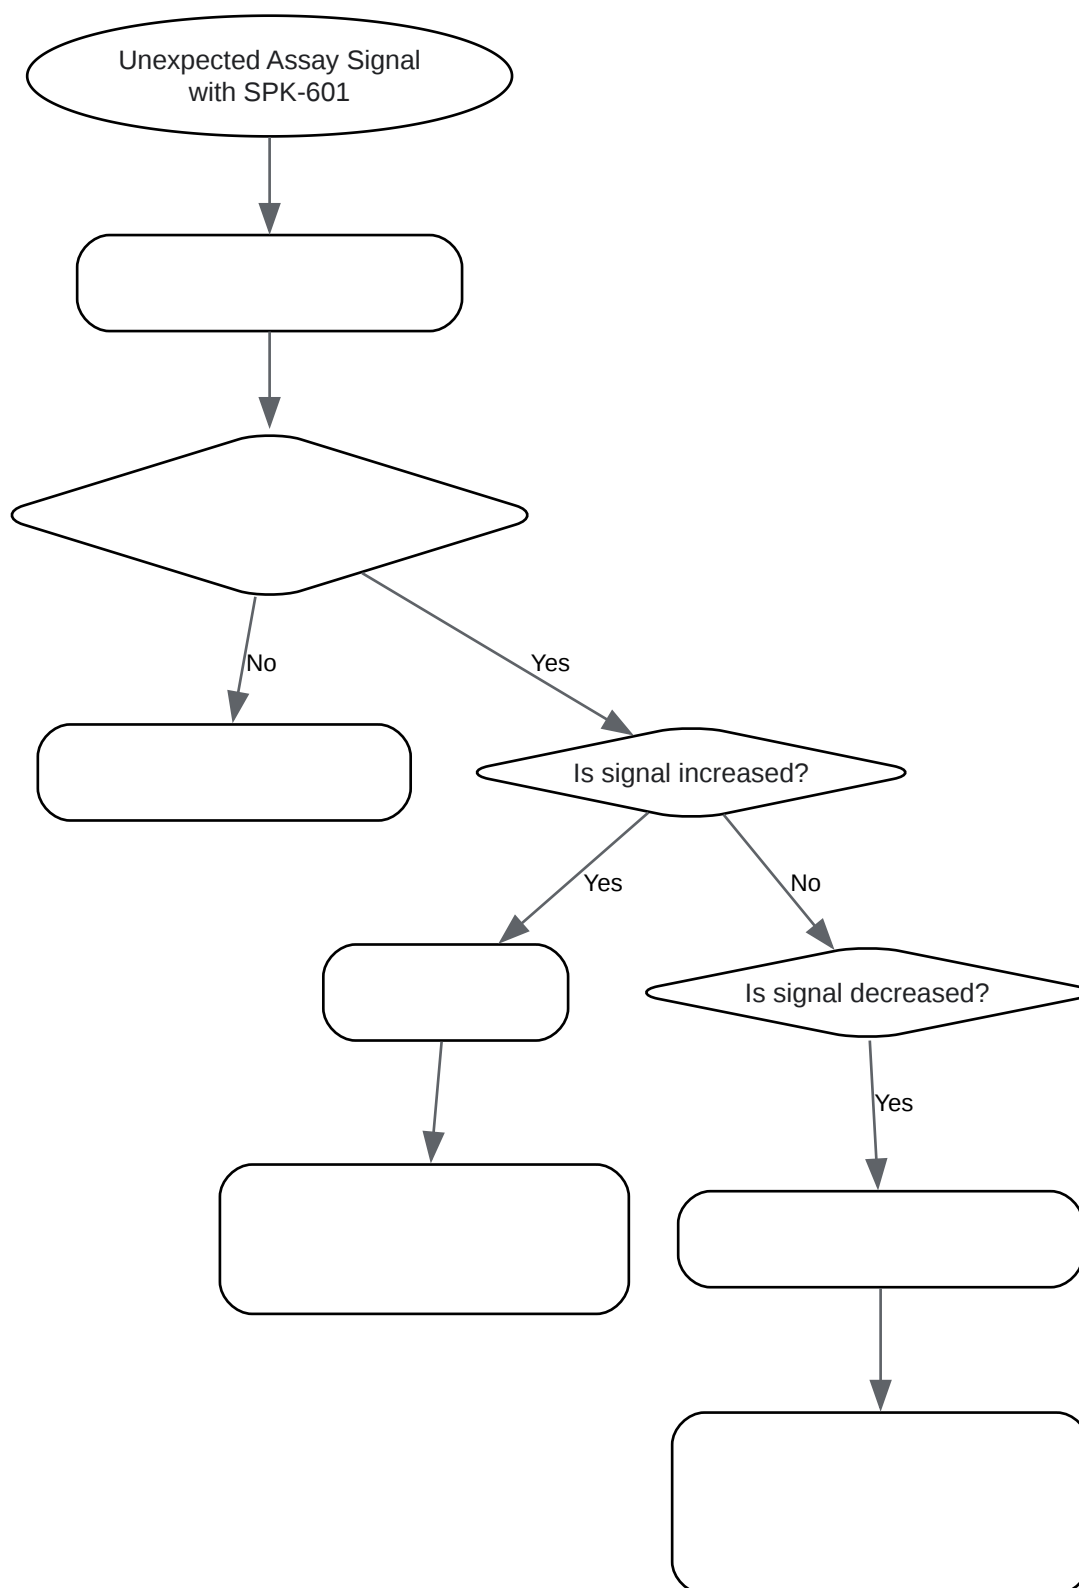 Unexpected Assay Signal
with SPK-601
No
Yes
Is signal increased?
Yes
No
Is signal decreased?
Yes